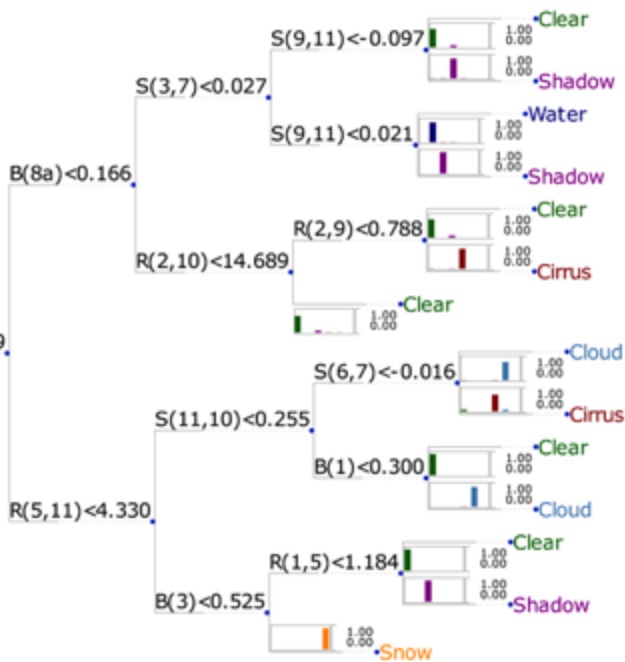 Clear
S(9,11)<-0.097
1.00
0.00
1.00
0.00
S(3,7)<0.027
Shadow
Water
S(9,11)<0.021
1.00
0.00
1.00
0.00
B(8a)<0.166
Shadow
Clear
R(2,9)<0.788
1.00
0.00
1.00
0.00
R(2,10)<14.689
Cirrus
Clear
1.00
0.00
9
Cloud
S(6,7)<-0.016
1.00
0.00
1.00
0.00
S(11,10)<0.255
Cirrus
Clear
B(1)<0.300
1.00
0.00
1.00
0.00
R(5,11)<4.330
Cloud
Clear
R(1,5)<1.184
1.00
0.00
1.00
0.00
B(3)<0.525
Shadow
1.00
0.00
Snow